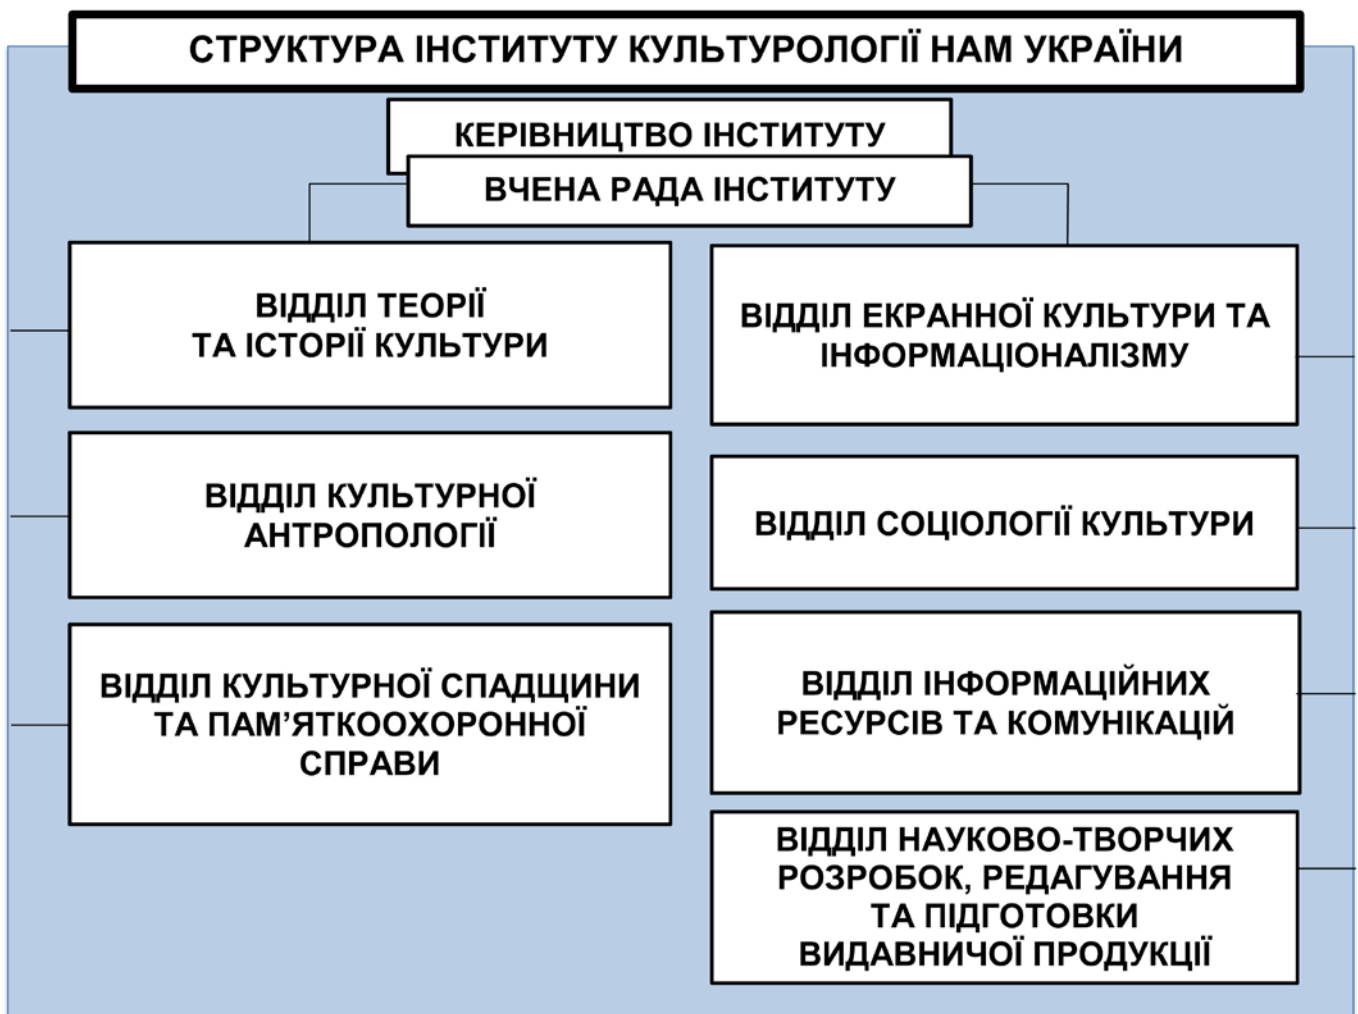 СТРУКТУРА ІНСТИТУТУ КУЛЬТУРОЛОГІЇ НАМ УКРАЇНИ
КЕРІВНИЦТВО ІНСТИТУТУ
ВЧЕНА РАДА ІНСТИТУТУ
ВІДДІЛ ТЕОРІЇ
ТА ІСТОРІЇ КУЛЬТУРИ
ВІДДІЛ КУЛЬТУРНОЇ
АНТРОПОЛОГІЇ
ВІДДІЛ КУЛЬТУРНОЇ СПАДЩИНИ
ТА ПАМ’ЯТКООХОРОННОЇ
СПРАВИ
ВІДДІЛ ЕКРАННОЇ КУЛЬТУРИ ТА
ІНФОРМАЦІОНАЛІЗМУ
ВІДДІЛ СОЦІОЛОГІЇ КУЛЬТУРИ
ВІДДІЛ ІНФОРМАЦІЙНИХ
РЕСУРСІВ ТА КОМУНІКАЦІЙ
ВІДДІЛ НАУКОВО-ТВОРЧИХ
РОЗРОБОК, РЕДАГУВАННЯ
ТА ПІДГОТОВКИ
ВИДАВНИЧОЇ ПРОДУКЦІЇ